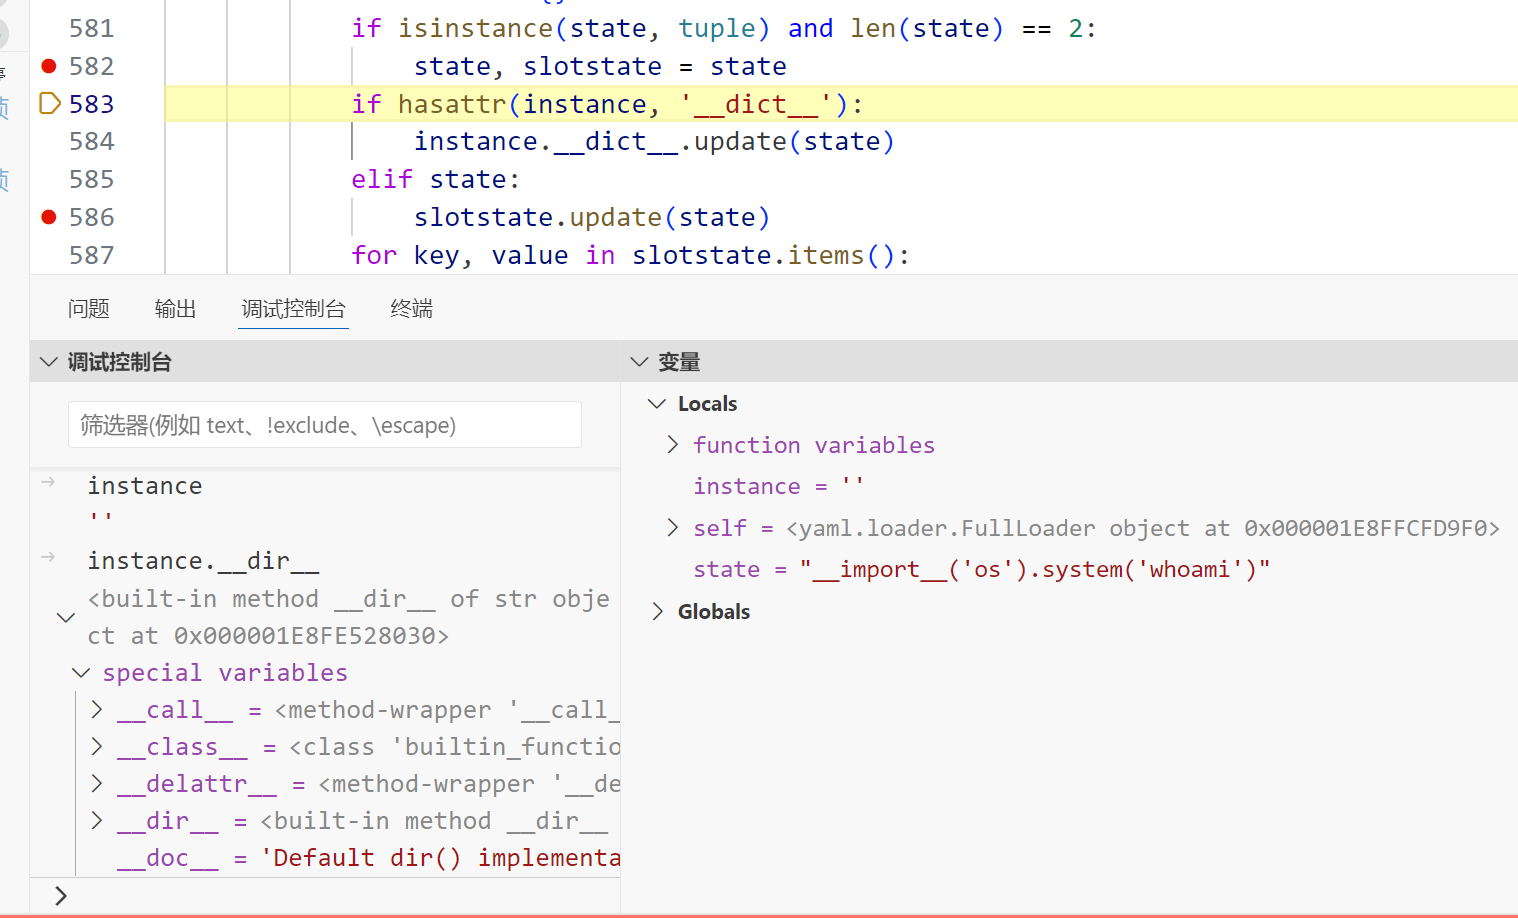 581 if isinstance(state, tuple) and len(state) == 2:
582 state, slotstate = state
583 if hasattr(instance, '__dict__'):
584 instance.__dict__.update(state)
585 elif state:
586 slotstate.update(state)
587 for key, value in slotstate.items():
问题 输出 调试控制台 终端
调试控制台
筛选器(例如 text、!exclude、\escape)
instance
''
instance.__dir__
<built-in method __dir__ of str obje
ct at 0x000001E8FE528030>
special variables
__call__ = <method-wrapper '__call_
__class__ = <class 'builtin_functio
__delattr__ = <method-wrapper '__de
__dir__ = <built-in method __dir__
__doc__ = 'Default dir() implementa
变量
Locals
function variables
instance = ''
self = <yaml.loader.FullLoader object at 0x000001E8FFCFD9F0>
state = "__import__('os').system('whoami')"
Globals